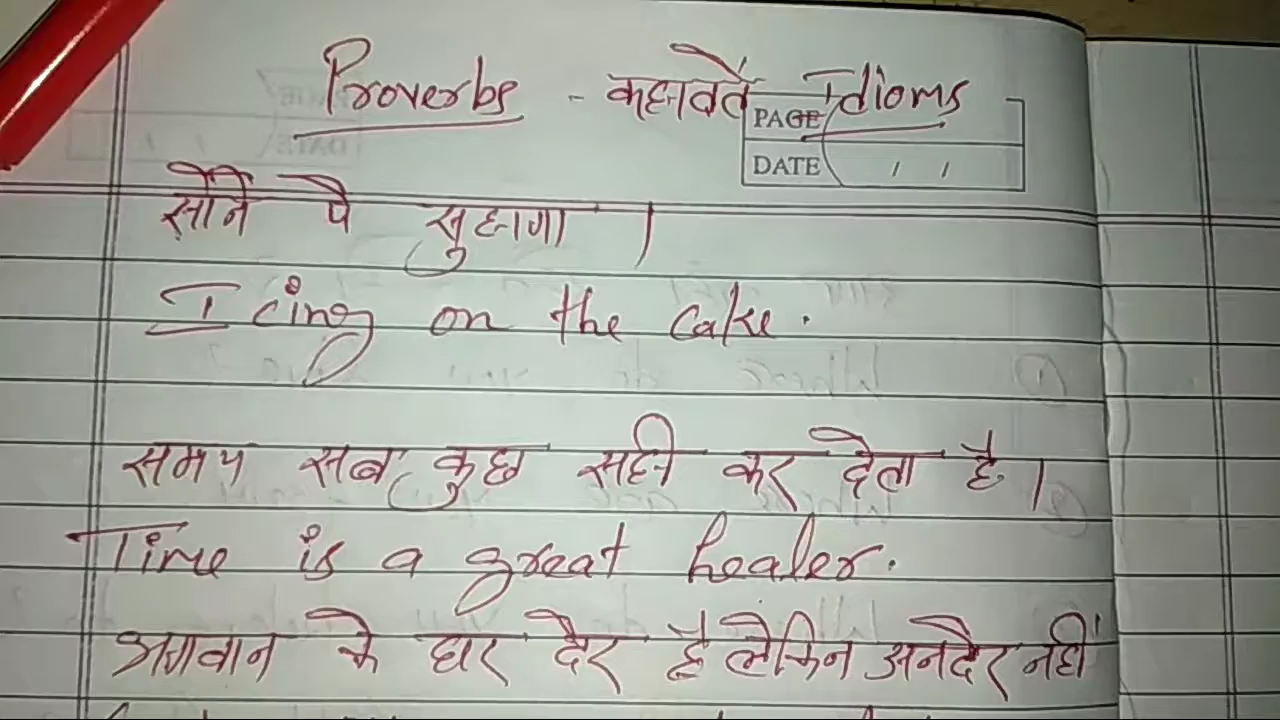 Proverbs - कहावतें Idioms
PAGE
DATE / /
सोने पे सुहागा ।
Icing on the cake.
समय सब कुछ सही कर देता है ।
Time is a great healer.
भगवान के घर देर है लेकिन अनदेर नहीं